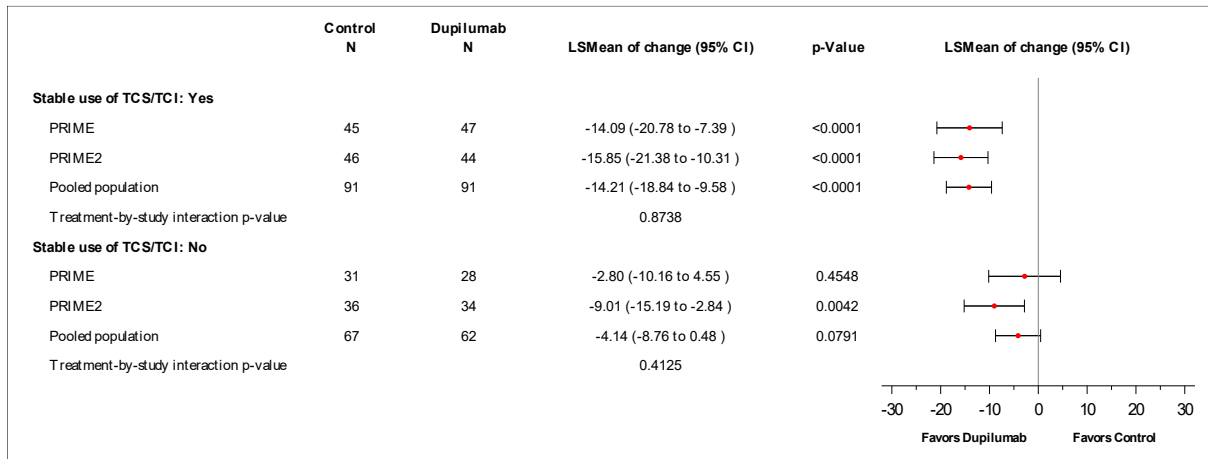 Control Dupilumab
N N LSMean of change (95% CI) p-Value LSMean of change (95% CI)
Stable use of TCS/TCI: Yes
PRIME 45 47 -14.09 (-20.78 to -7.39 ) <0.0001
PRIME2 46 44 -15.85 (-21.38 to -10.31) <0.0001
Pooled population 91 91 -14.21 (-18.84 to -9.58 ) <0.0001
Treatment-by-study interaction p-value 0.8738
Stable use of TCS/TCI: No
PRIME 31 28 -2.80 (-10.16 to 4.55 ) 0.4548
PRIME2 36 34 -9.01 (-15.19 to -2.84 ) 0.0042
Pooled population 67 62 -4.14 (-8.76 to 0.48 ) 0.0791
Treatment-by-study interaction p-value 0.4125
-30 -20 -10 0 10 20 30
Favors Dupilumab Favors Control